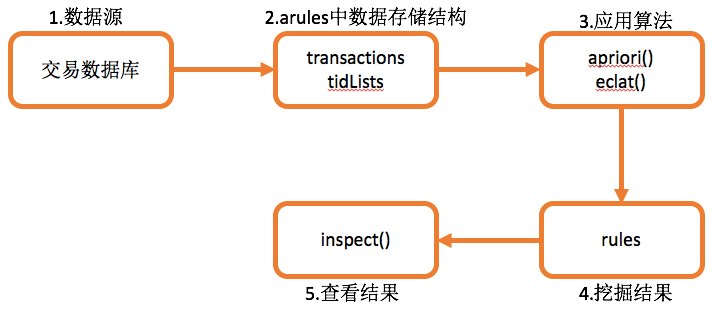 1.数据源
交易数据库
2.arules中数据存储结构
transactions
tidLists
3.应用算法
apriori()
eclat()
rules
4.挖掘结果
inspect()
5.查看结果